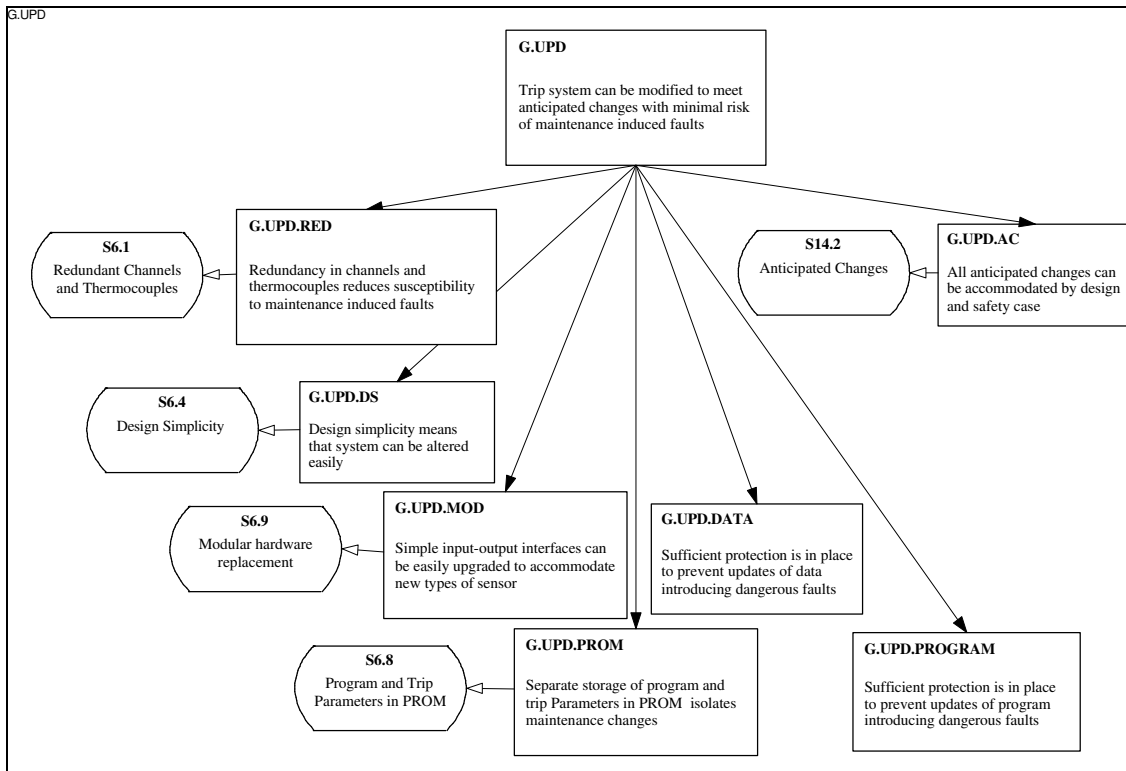 G.UPD
G.UPD
Trip system can be modified to meet
anticipated changes with minimal risk
of maintenance induced faults
S6.1
Redundant Channels
and Thermocouples
G.UPD.RED
Redundancy in channels and
thermocouples reduces susceptibility
to maintenance induced faults
S14.2
Anticipated Changes
G.UPD.AC
All anticipated changes can
be accommodated by design
and safety case
S6.4
Design Simplicity
G.UPD.DS
Design simplicity means
that system can be altered
easily
S6.9
Modular hardware
replacement
G.UPD.MOD
Simple input-output interfaces can
be easily upgraded to accommodate
new types of sensor
G.UPD.DATA
Sufficient protection is in place
to prevent updates of data
introducing dangerous faults
S6.8
Program and Trip
Parameters in PROM
G.UPD.PROM
Separate storage of program and
trip Parameters in PROM isolates
maintenance changes
G.UPD.PROGRAM
Sufficient protection is in place
to prevent updates of program
introducing dangerous faults